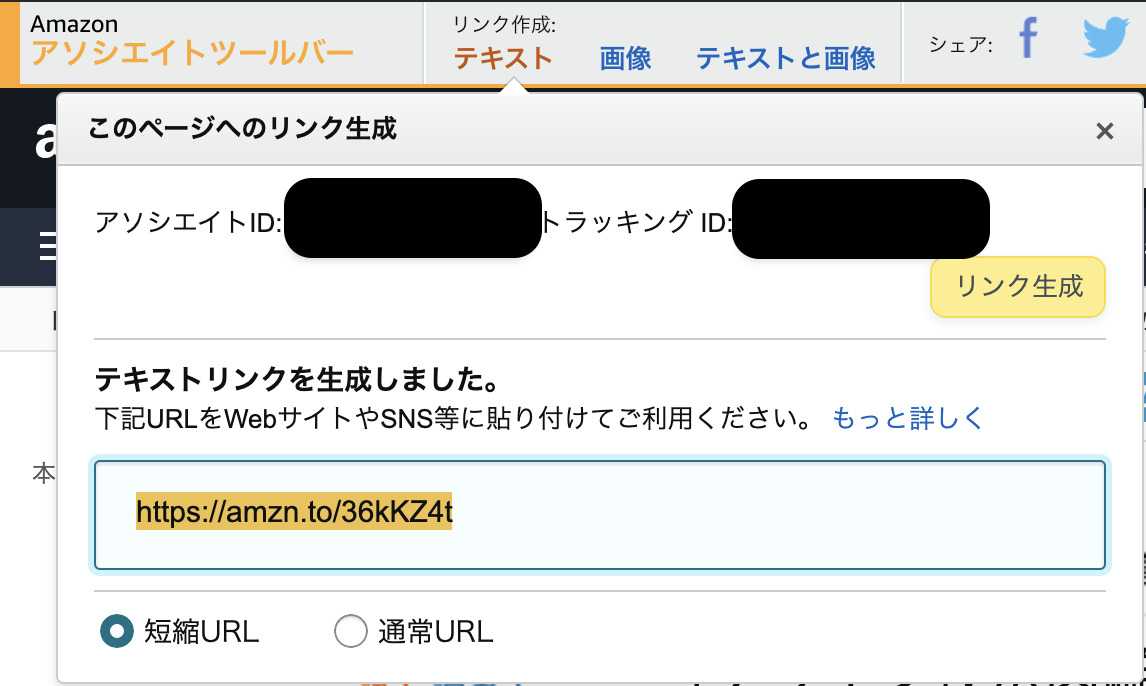 Amazon
アソシエイトツールバー
リンク作成:
テキスト 画像 テキストと画像
シェア:
このページへのリンク生成
アソシエイトID: トラッキング ID:
リンク生成
テキストリンクを生成しました。
下記URLをWebサイトやSNS等に貼り付けてご利用ください。 もっと詳しく
本
https://amzn.to/36kKZ4t
短縮URL 通常URL